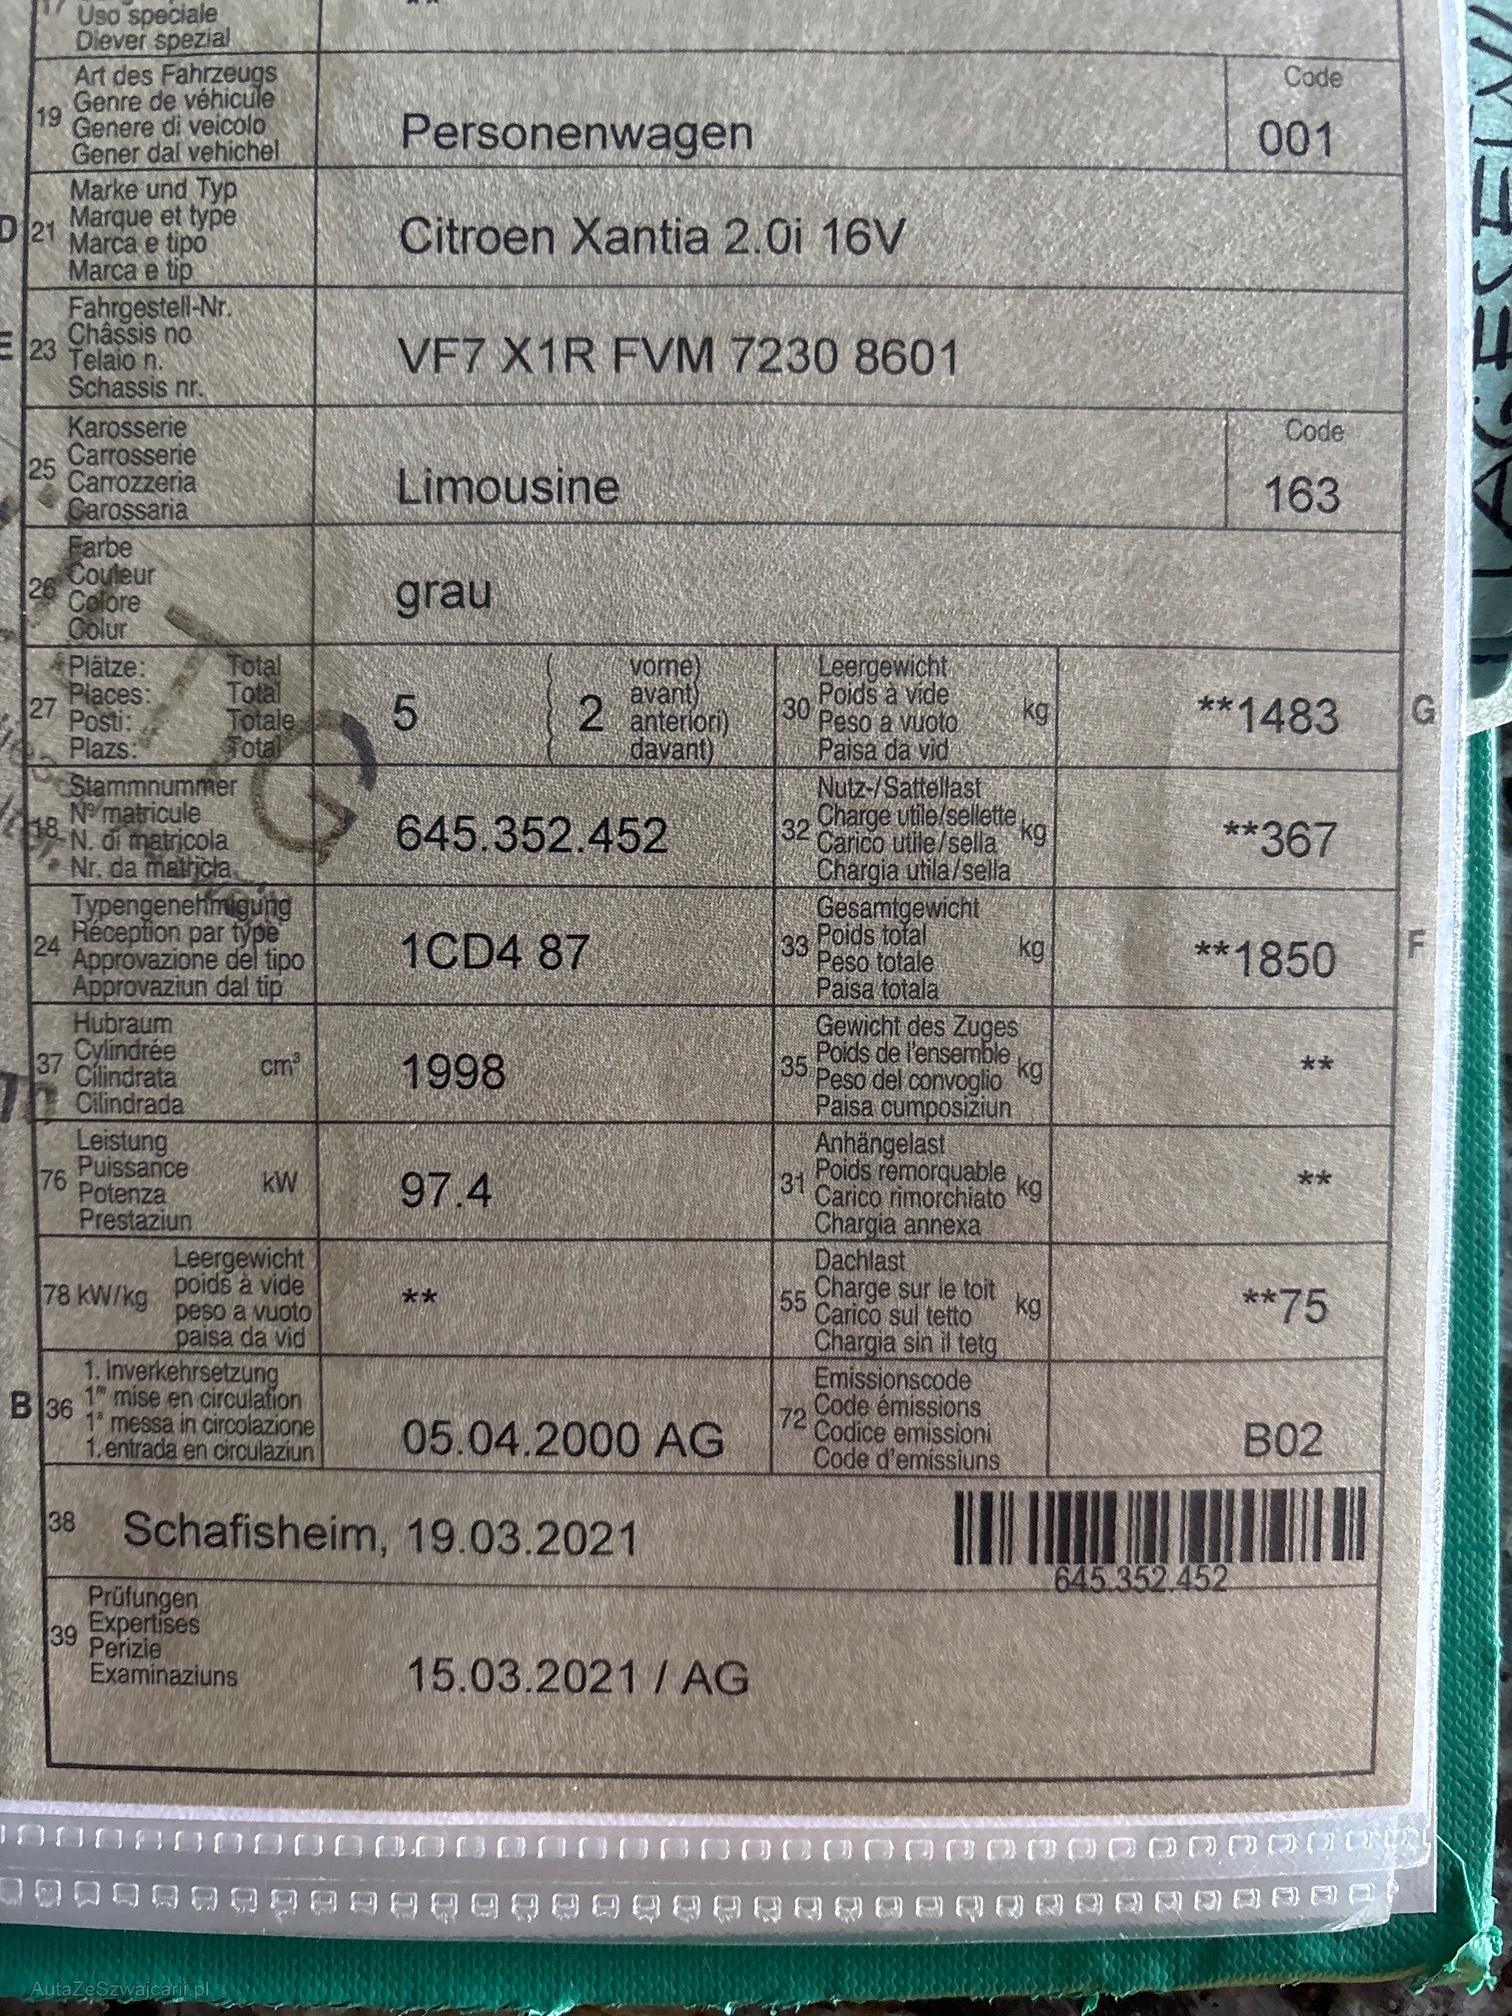 17
Uso speciale
Diever spezial
**
19
Art des Fahrzeugs
Genre de véhicule
Genere di veicolo
Gener dal vehichel
Personenwagen
Code
001
D
21
Marke und Typ
Marque et type
Marca e tipo
Marca e tip
Citroen Xantia 2.0i 16V
E
23
Fahrgestell-Nr.
Châssis no
Telaio n.
Schassis nr.
VF7 X1R FVM 7230 8601
25
Karosserie
Carrosserie
Carrozzeria
Carossaria
Limousine
Code
163
26
Farbe
Couleur
Colore
Colur
grau
27
Plätze: Total
Places: Total
Posti: Totale
Plazs: Total
5
( 2 vorne)
( avant)
( anteriori)
( davant)
30
Leergewicht
Poids à vide
Peso a vuoto
Paisa da vid
kg
**1483
G
18
Stammnummer
Nº matricule
N. di matricola
Nr. da matricla
645.352.452
32
Nutz-/Sattellast
Charge utile/sellette
Carico utile/sella
Chargia utila/sella
kg
**367
24
Typengenehmigung
Réception par type
Approvazione del tipo
Approvaziun dal tip
1CD4 87
33
Gesamtgewicht
Poids total
Peso totale
Paisa totala
kg
**1850
F
37
Hubraum
Cylindrée
Cilindrata
Cilindrada
cm³
1998
35
Gewicht des Zuges
Poids de l'ensemble
Peso del convoglio
Paisa cumposiziun
kg
**
76
Leistung
Puissance
Potenza
Prestaziun
kW
97.4
31
Anhängelast
Poids remorquable
Carico rimorchiato
Chargia annexa
kg
**
78 kW/kg
Leergewicht
poids à vide
peso a vuoto
paisa da vid
**
55
Dachlast
Charge sur le toit
Carico sul tetto
Chargia sin il tetg
kg
**75
B
36
1. Inverkehrsetzung
1re mise en circulation
1a messa in circolazione
1. entrada en circulaziun
05.04.2000 AG
72
Emissionscode
Code émissions
Codice emissioni
Code d'emissiuns
B02
38
Schafisheim, 19.03.2021
645.352.452
39
Prüfungen
Expertises
Perizie
Examinaziuns
15.03.2021 / AG
AutaZeSzwajcarii.pl